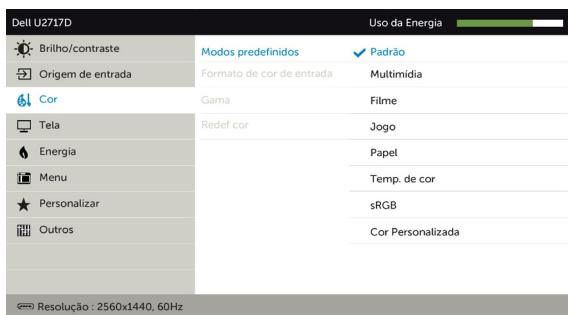 Dell U2717D
Uso da Energia
Brilho/contraste
Origem de entrada
Cor
Tela
Energia
Menu
Personalizar
Outros
Modos predefinidos
Formato de cor de entrada
Gama
Redef cor
Padrão
Multimídia
Filme
Jogo
Papel
Temp. de cor
sRGB
Cor Personalizada
Resolução : 2560x1440, 60Hz